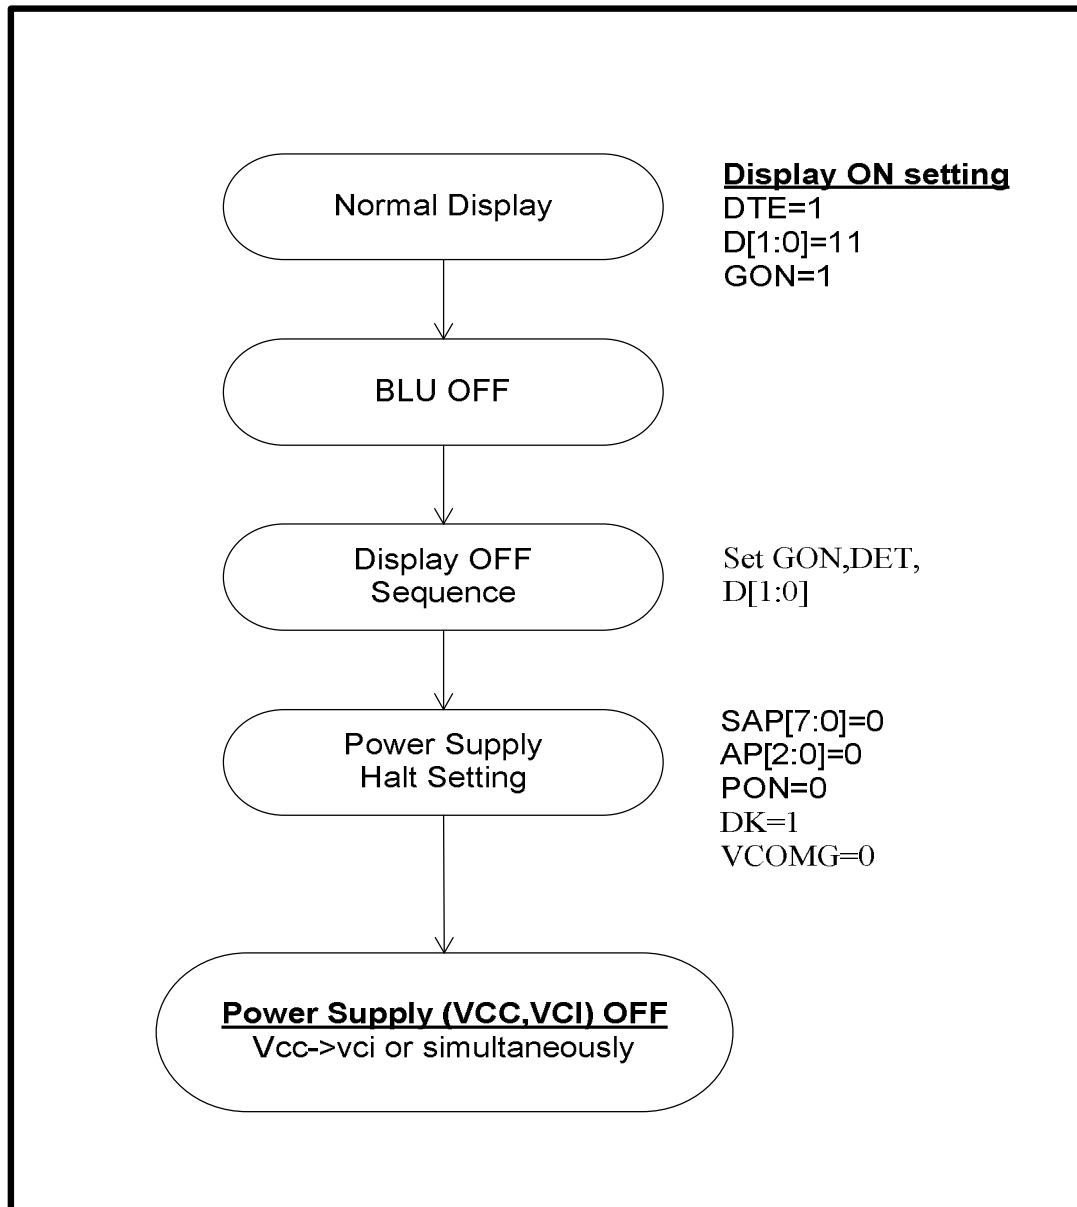 Normal Display
Display ON setting
DTE=1
D[1:0]=11
GON=1
BLU OFF
Display OFF
Sequence
Set GON,DET,
D[1:0]
Power Supply
Halt Setting
SAP[7:0]=0
AP[2:0]=0
PON=0
DK=1
VCOMG=0
Power Supply (VCC,VCI) OFF
Vcc->vci or simultaneously